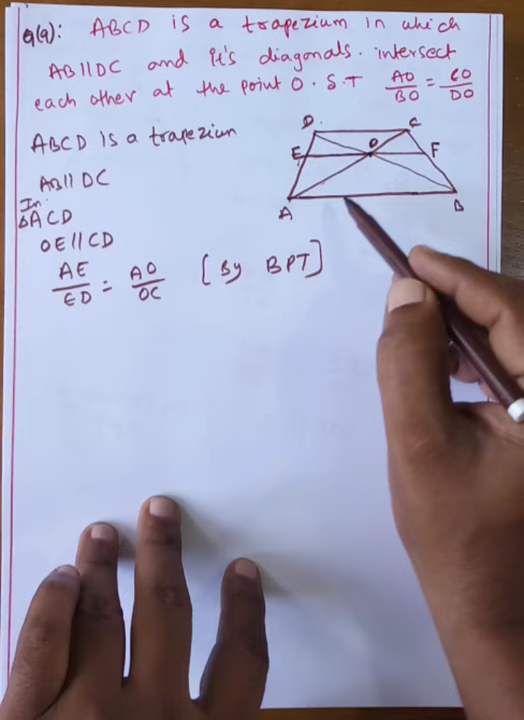 Q(9): ABCD is a trapezium in which
AB||DC and it's diagonals. intersect
each other at the point O. S.T AO/BO = CO/DO
ABCD is a trapezium
AB||DC
In
ΔACD
OE||CD
AE/ED = AO/OC [By BPT]
D. C
E O F
A B